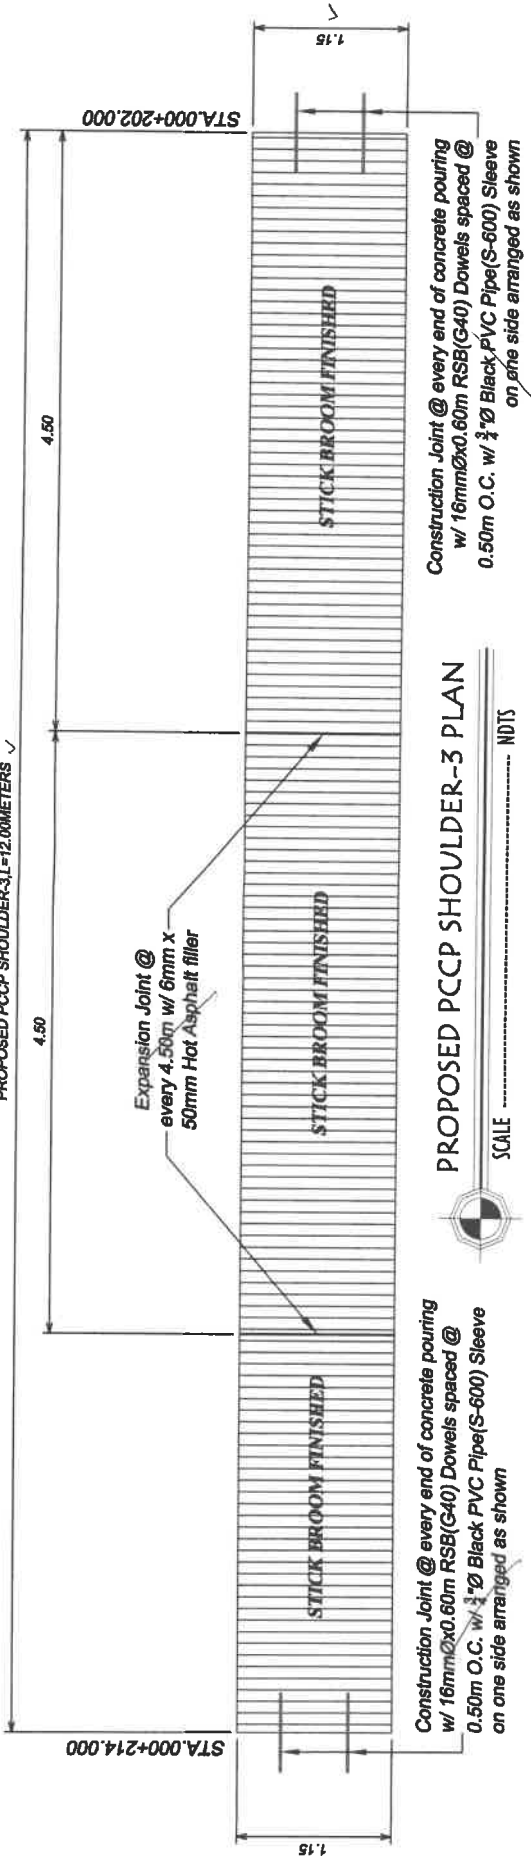 PROPOSED PCCP SHOULDER-3,L=12.00METERS
4.50
4.50
STA.000+214.000
STA.000+202.000
1.15
1.15
Expansion Joint @
every 4.50m w/ 6mm x
50mm Hot Asphalt filler
STICK BROOM FINISHED
STICK BROOM FINISHED
STICK BROOM FINISHED
Construction Joint @ every end of concrete pouring
w/ 16mmØx0.60m RSB(G40) Dowels spaced @
0.50m O.C. w/ 3/4"Ø Black PVC Pipe(S-600) Sleeve
on one side arranged as shown
Construction Joint @ every end of concrete pouring
w/ 16mmØx0.60m RSB(G40) Dowels spaced @
0.50m O.C. w/ 3/4"Ø Black PVC Pipe(S-600) Sleeve
on one side arranged as shown
PROPOSED PCCP SHOULDER-3 PLAN
SCALE ---------------------------- NDTS